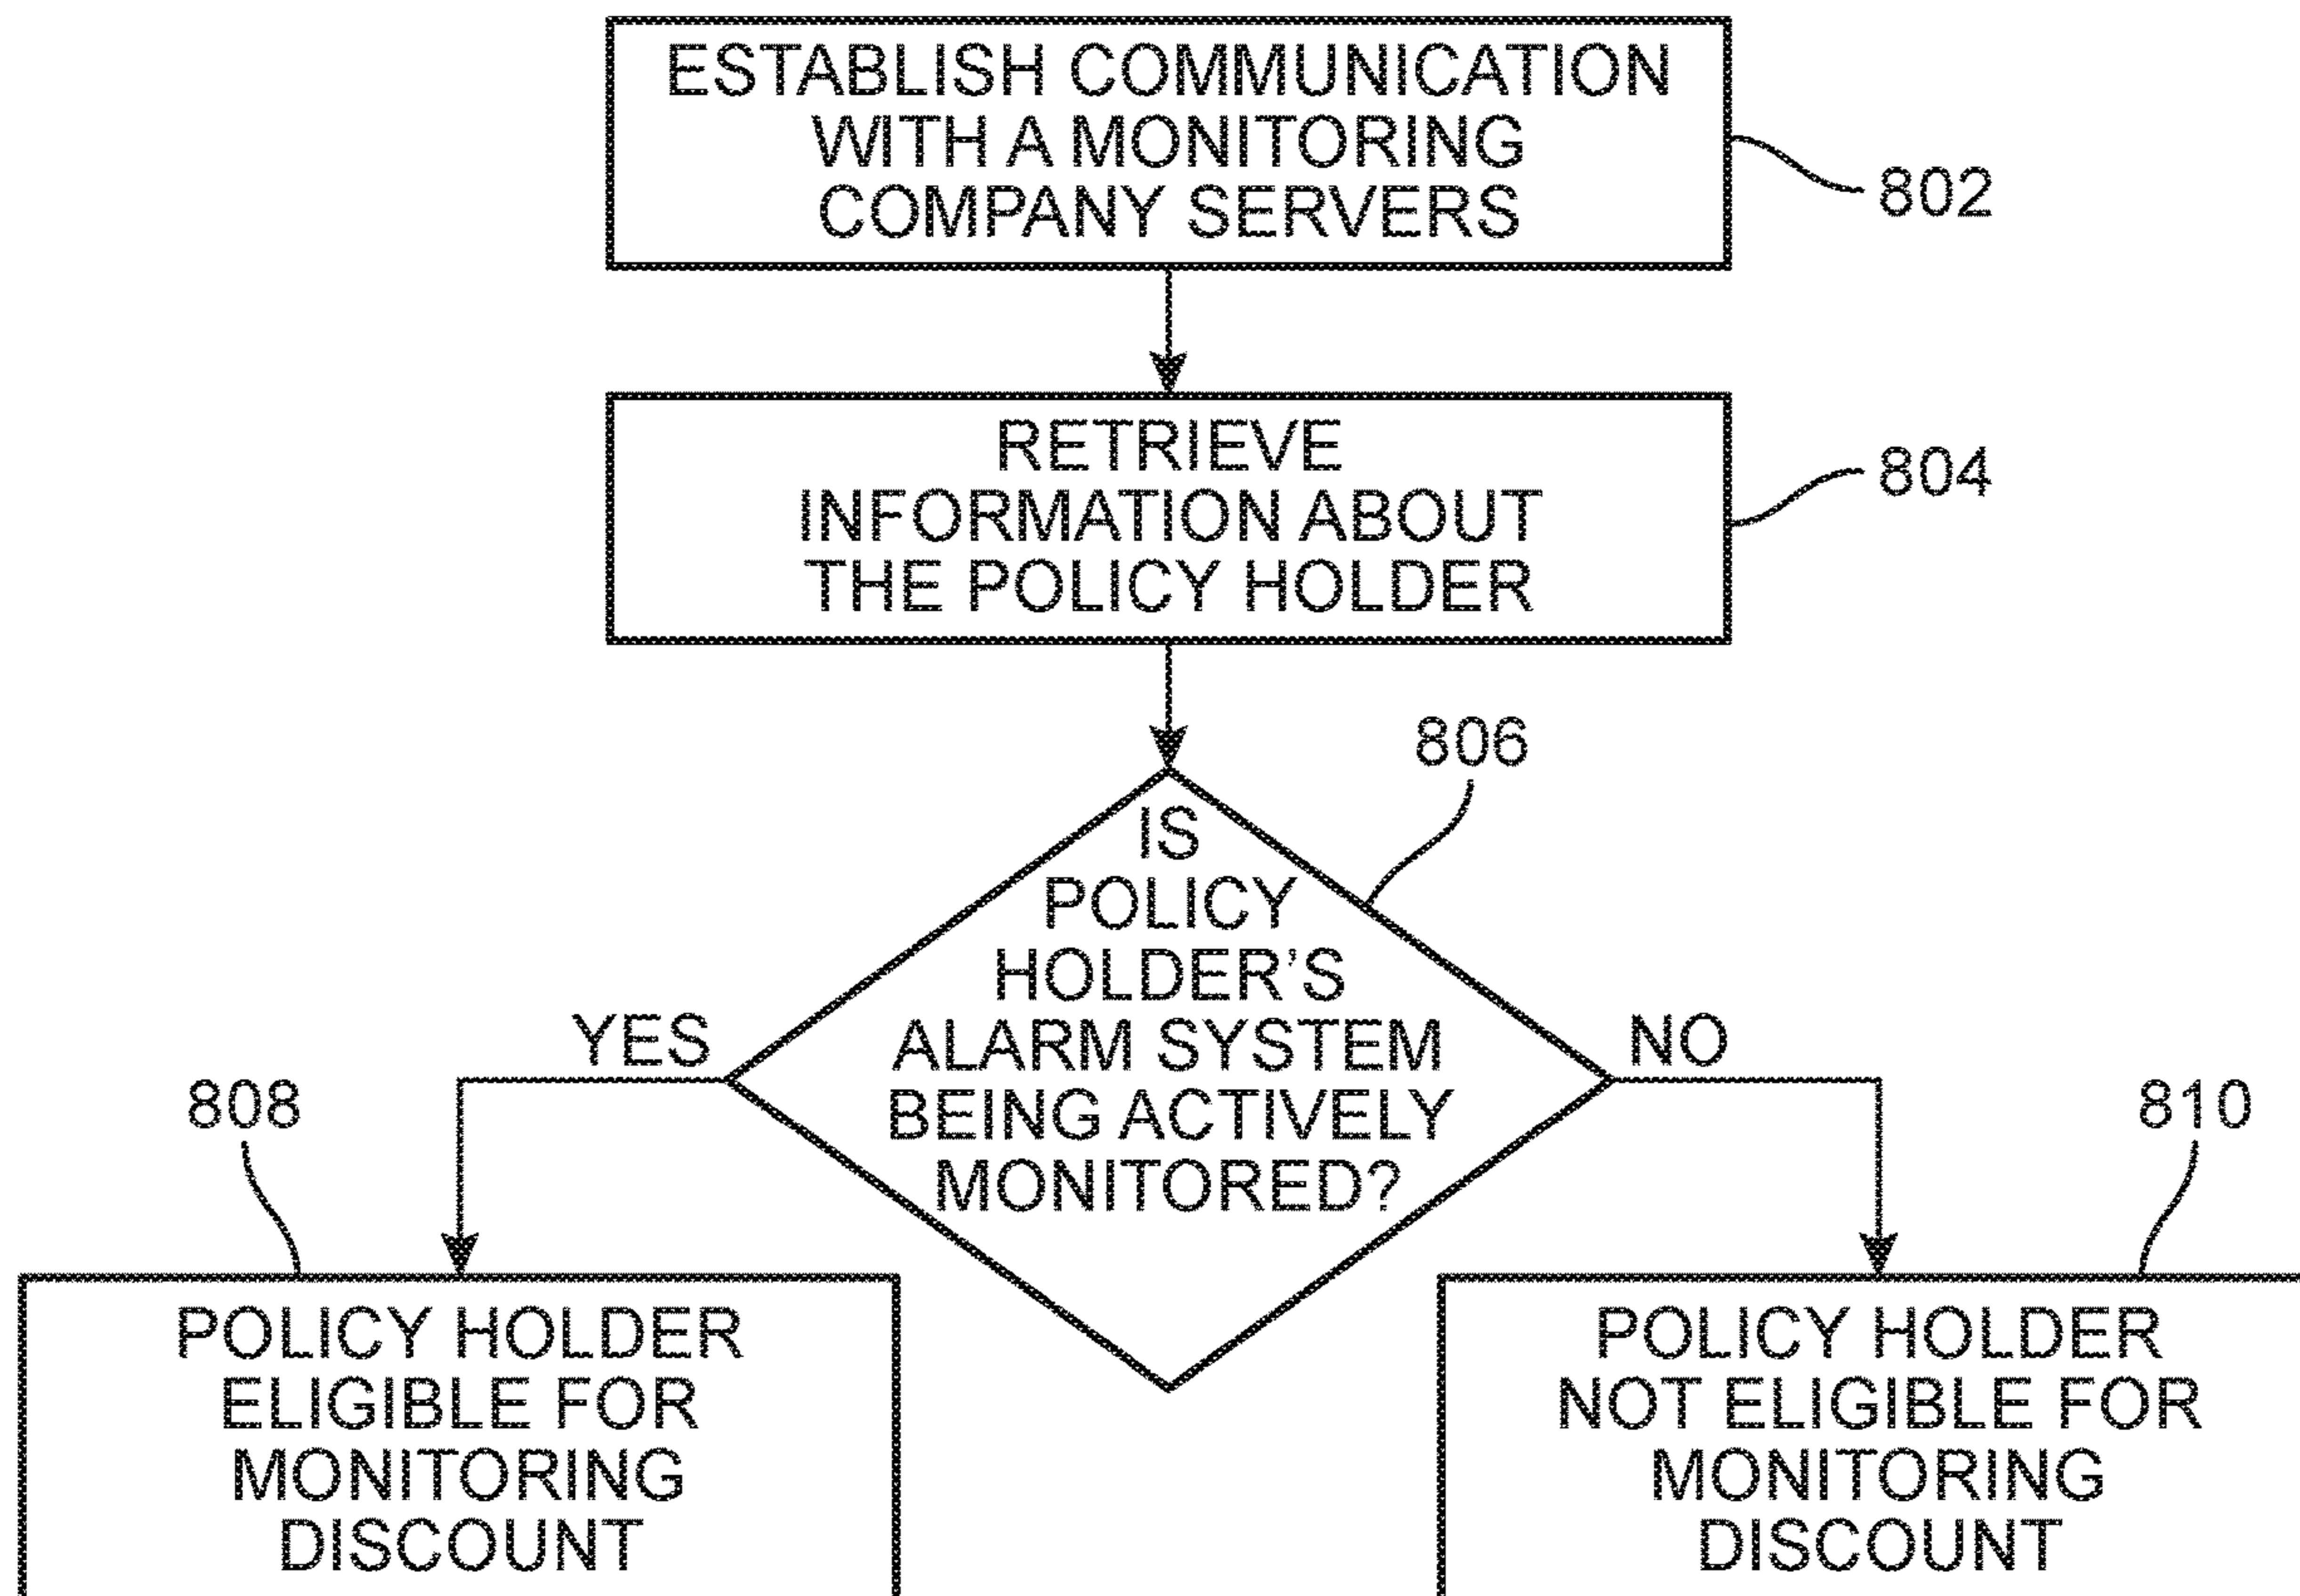 ESTABLISH COMMUNICATION
WITH A MONITORING
COMPANY SERVERS
802
RETRIEVE
INFORMATION ABOUT
THE POLICY HOLDER
804
806
IS
POLICY
HOLDER'S
ALARM SYSTEM
BEING ACTIVELY
MONITORED?
YES
NO
808
810
POLICY HOLDER
ELIGIBLE FOR
MONITORING
DISCOUNT
POLICY HOLDER
NOT ELIGIBLE FOR
MONITORING
DISCOUNT